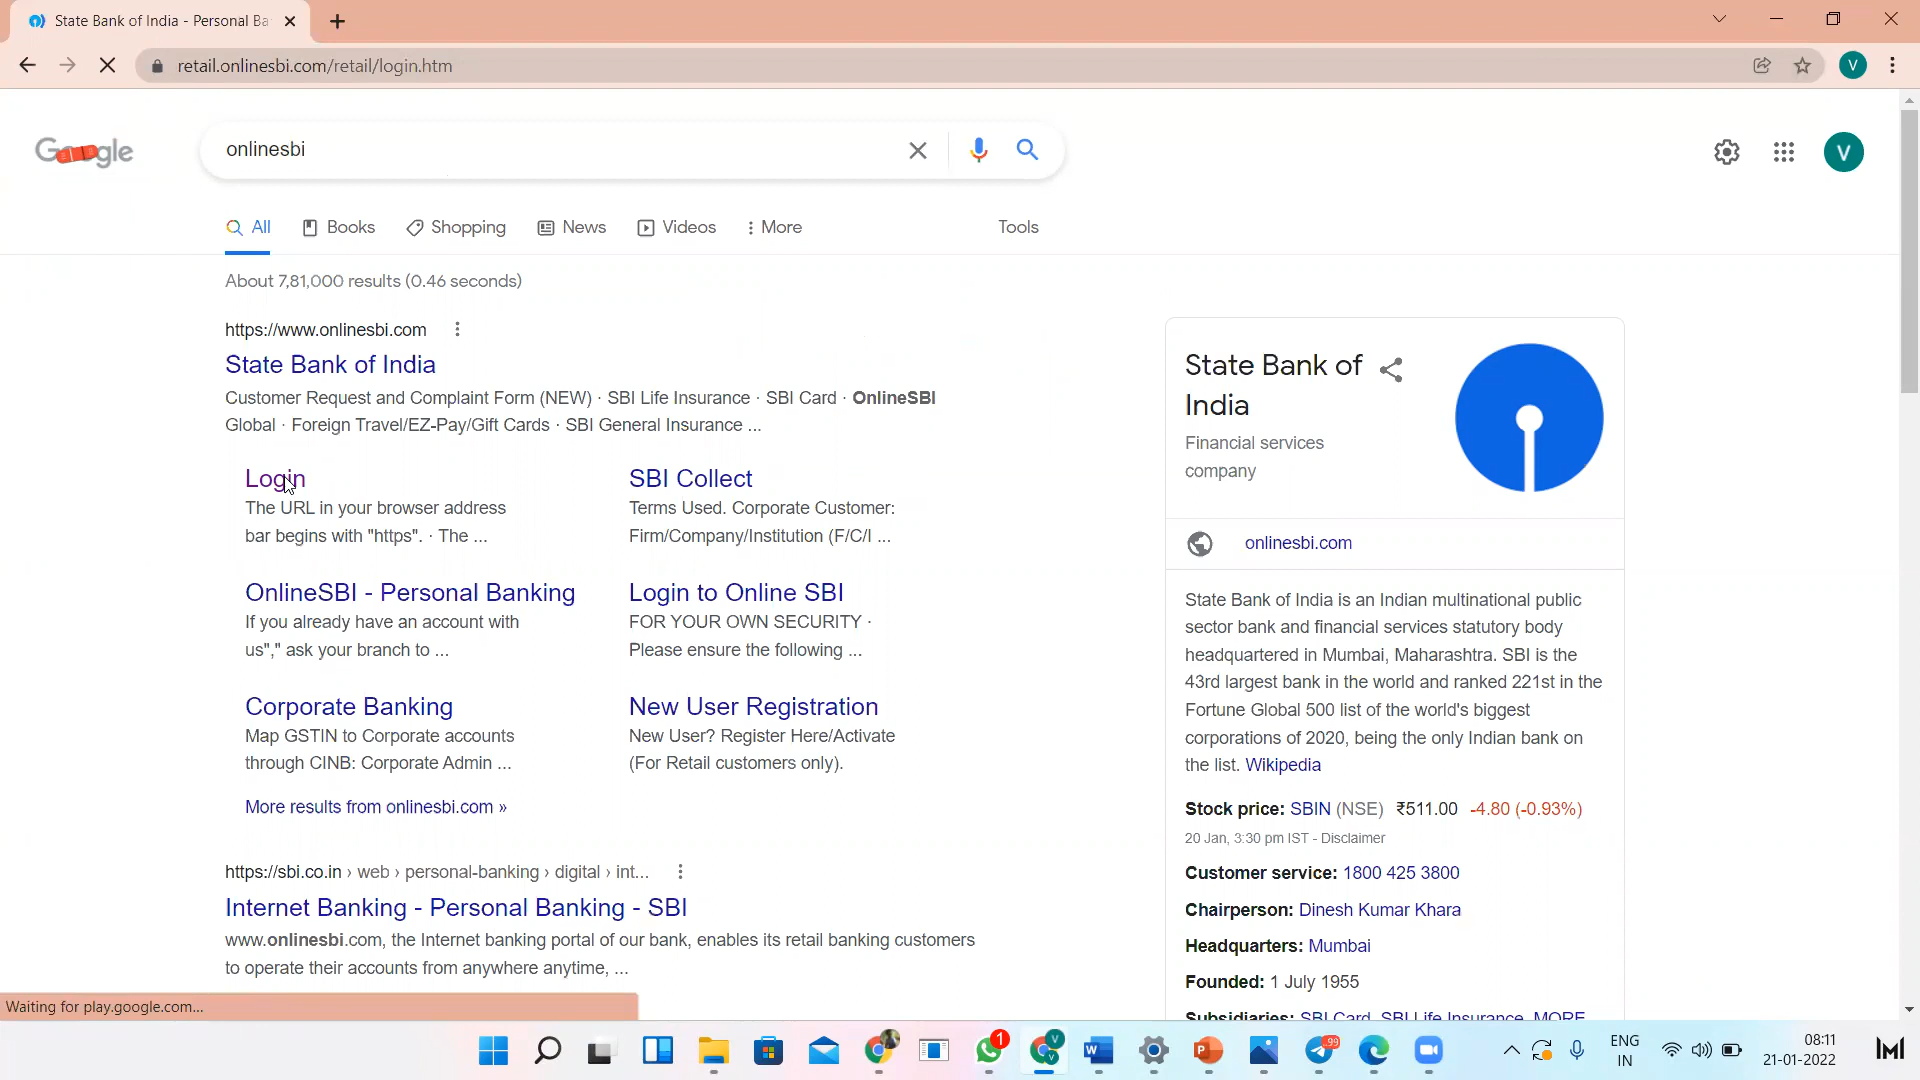 State Bank of India - Personal Ba
retail.onlinesbi.com/retail/login.htm
V
Google
onlinesbi
V
All
Books
Shopping
News
Videos
More
Tools
About 7,81,000 results (0.46 seconds)
https://www.onlinesbi.com
State Bank of India
Customer Request and Complaint Form (NEW) · SBI Life Insurance · SBI Card · OnlineSBI
Global · Foreign Travel/EZ-Pay/Gift Cards · SBI General Insurance ...
Login
The URL in your browser address
bar begins with "https". · The ...
SBI Collect
Terms Used. Corporate Customer:
Firm/Company/Institution (F/C/I ...
OnlineSBI - Personal Banking
If you already have an account with
us"," ask your branch to ...
Login to Online SBI
FOR YOUR OWN SECURITY ·
Please ensure the following ...
Corporate Banking
Map GSTIN to Corporate accounts
through CINB: Corporate Admin ...
New User Registration
New User? Register Here/Activate
(For Retail customers only).
More results from onlinesbi.com »
https://sbi.co.in › web › personal-banking › digital › int...
Internet Banking - Personal Banking - SBI
www.onlinesbi.com, the Internet banking portal of our bank, enables its retail banking customers
to operate their accounts from anywhere anytime, ...
State Bank of
India
Financial services
company
onlinesbi.com
State Bank of India is an Indian multinational public
sector bank and financial services statutory body
headquartered in Mumbai, Maharashtra. SBI is the
43rd largest bank in the world and ranked 221st in the
Fortune Global 500 list of the world's biggest
corporations of 2020, being the only Indian bank on
the list. Wikipedia
Stock price: SBIN (NSE) ₹511.00 -4.80 (-0.93%)
20 Jan, 3:30 pm IST - Disclaimer
Customer service: 1800 425 3800
Chairperson: Dinesh Kumar Khara
Headquarters: Mumbai
Founded: 1 July 1955
Subsidiaries: SBI Card, SBI Life Insurance, MORE
Waiting for play.google.com...
1
V
W
P
99
ENG
IN
08:11
21-01-2022
M